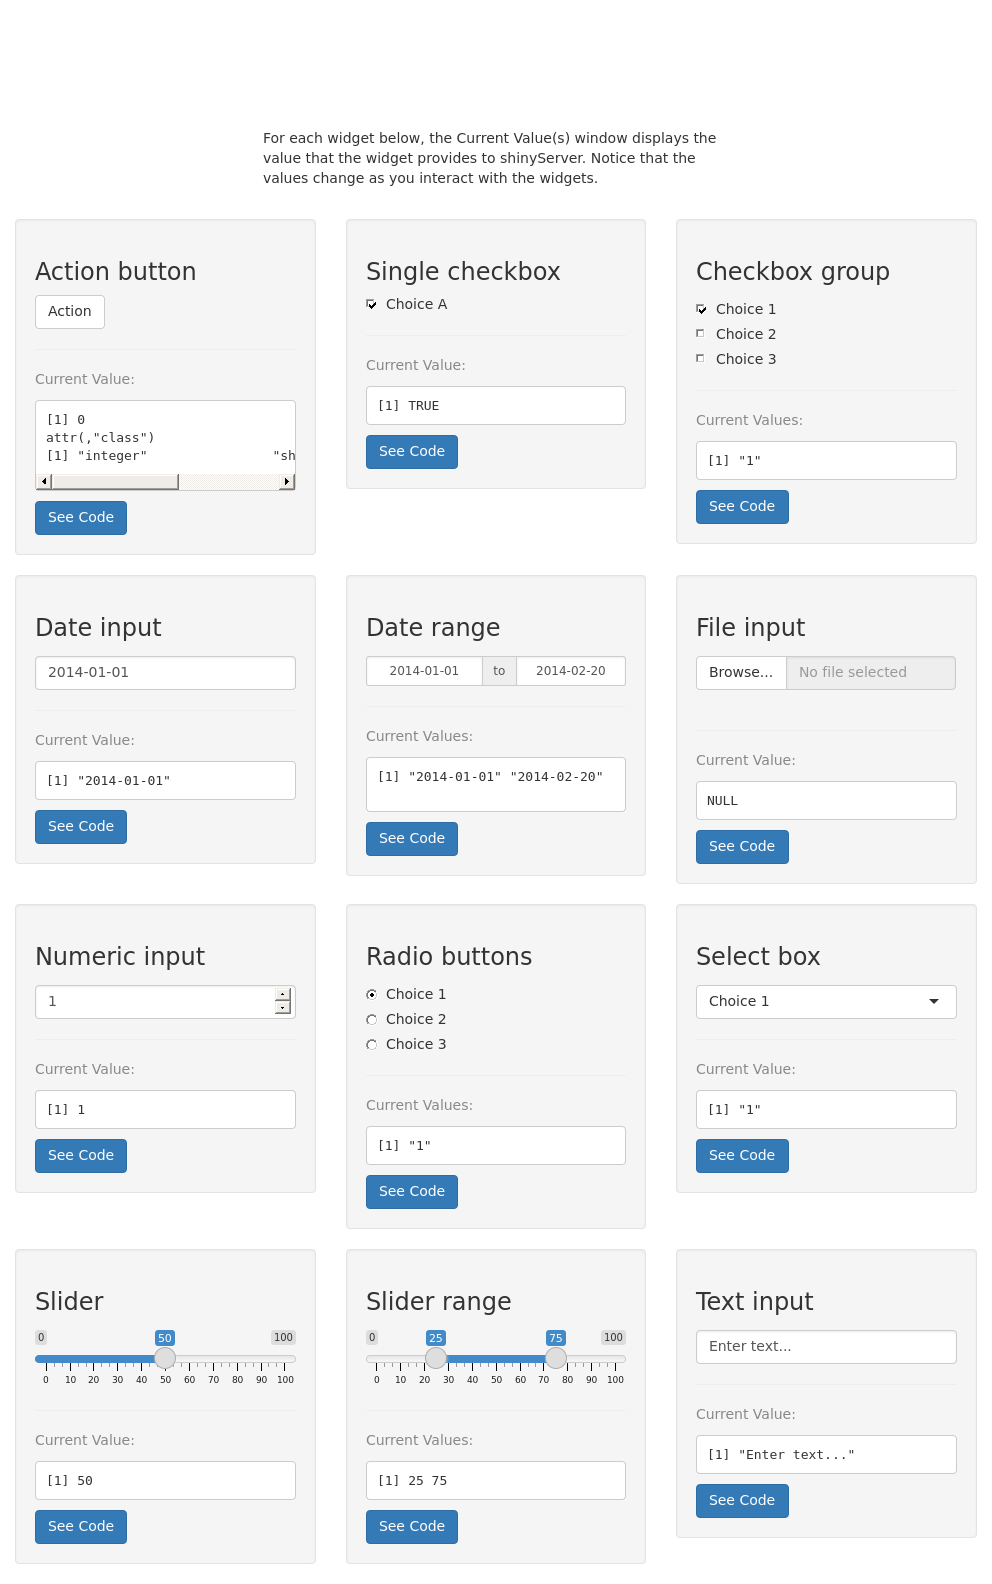 For each widget below, the Current Value(s) window displays the
value that the widget provides to shinyServer. Notice that the
values change as you interact with the widgets.
Action button
Action
Current Value:
[1] 0
attr(,"class")
[1] "integer" "sh
See Code
Single checkbox
Choice A
Current Value:
[1] TRUE
See Code
Checkbox group
Choice 1
Choice 2
Choice 3
Current Values:
[1] "1"
See Code
Date input
2014-01-01
Current Value:
[1] "2014-01-01"
See Code
Date range
2014-01-01 to 2014-02-20
Current Values:
[1] "2014-01-01" "2014-02-20"
See Code
File input
Browse... No file selected
Current Value:
NULL
See Code
Numeric input
1
Current Value:
[1] 1
See Code
Radio buttons
Choice 1
Choice 2
Choice 3
Current Values:
[1] "1"
See Code
Select box
Choice 1
Current Value:
[1] "1"
See Code
Slider
0 50 100
0 10 20 30 40 50 60 70 80 90 100
Current Value:
[1] 50
See Code
Slider range
0 25 75 100
0 10 20 30 40 50 60 70 80 90 100
Current Values:
[1] 25 75
See Code
Text input
Enter text...
Current Value:
[1] "Enter text..."
See Code